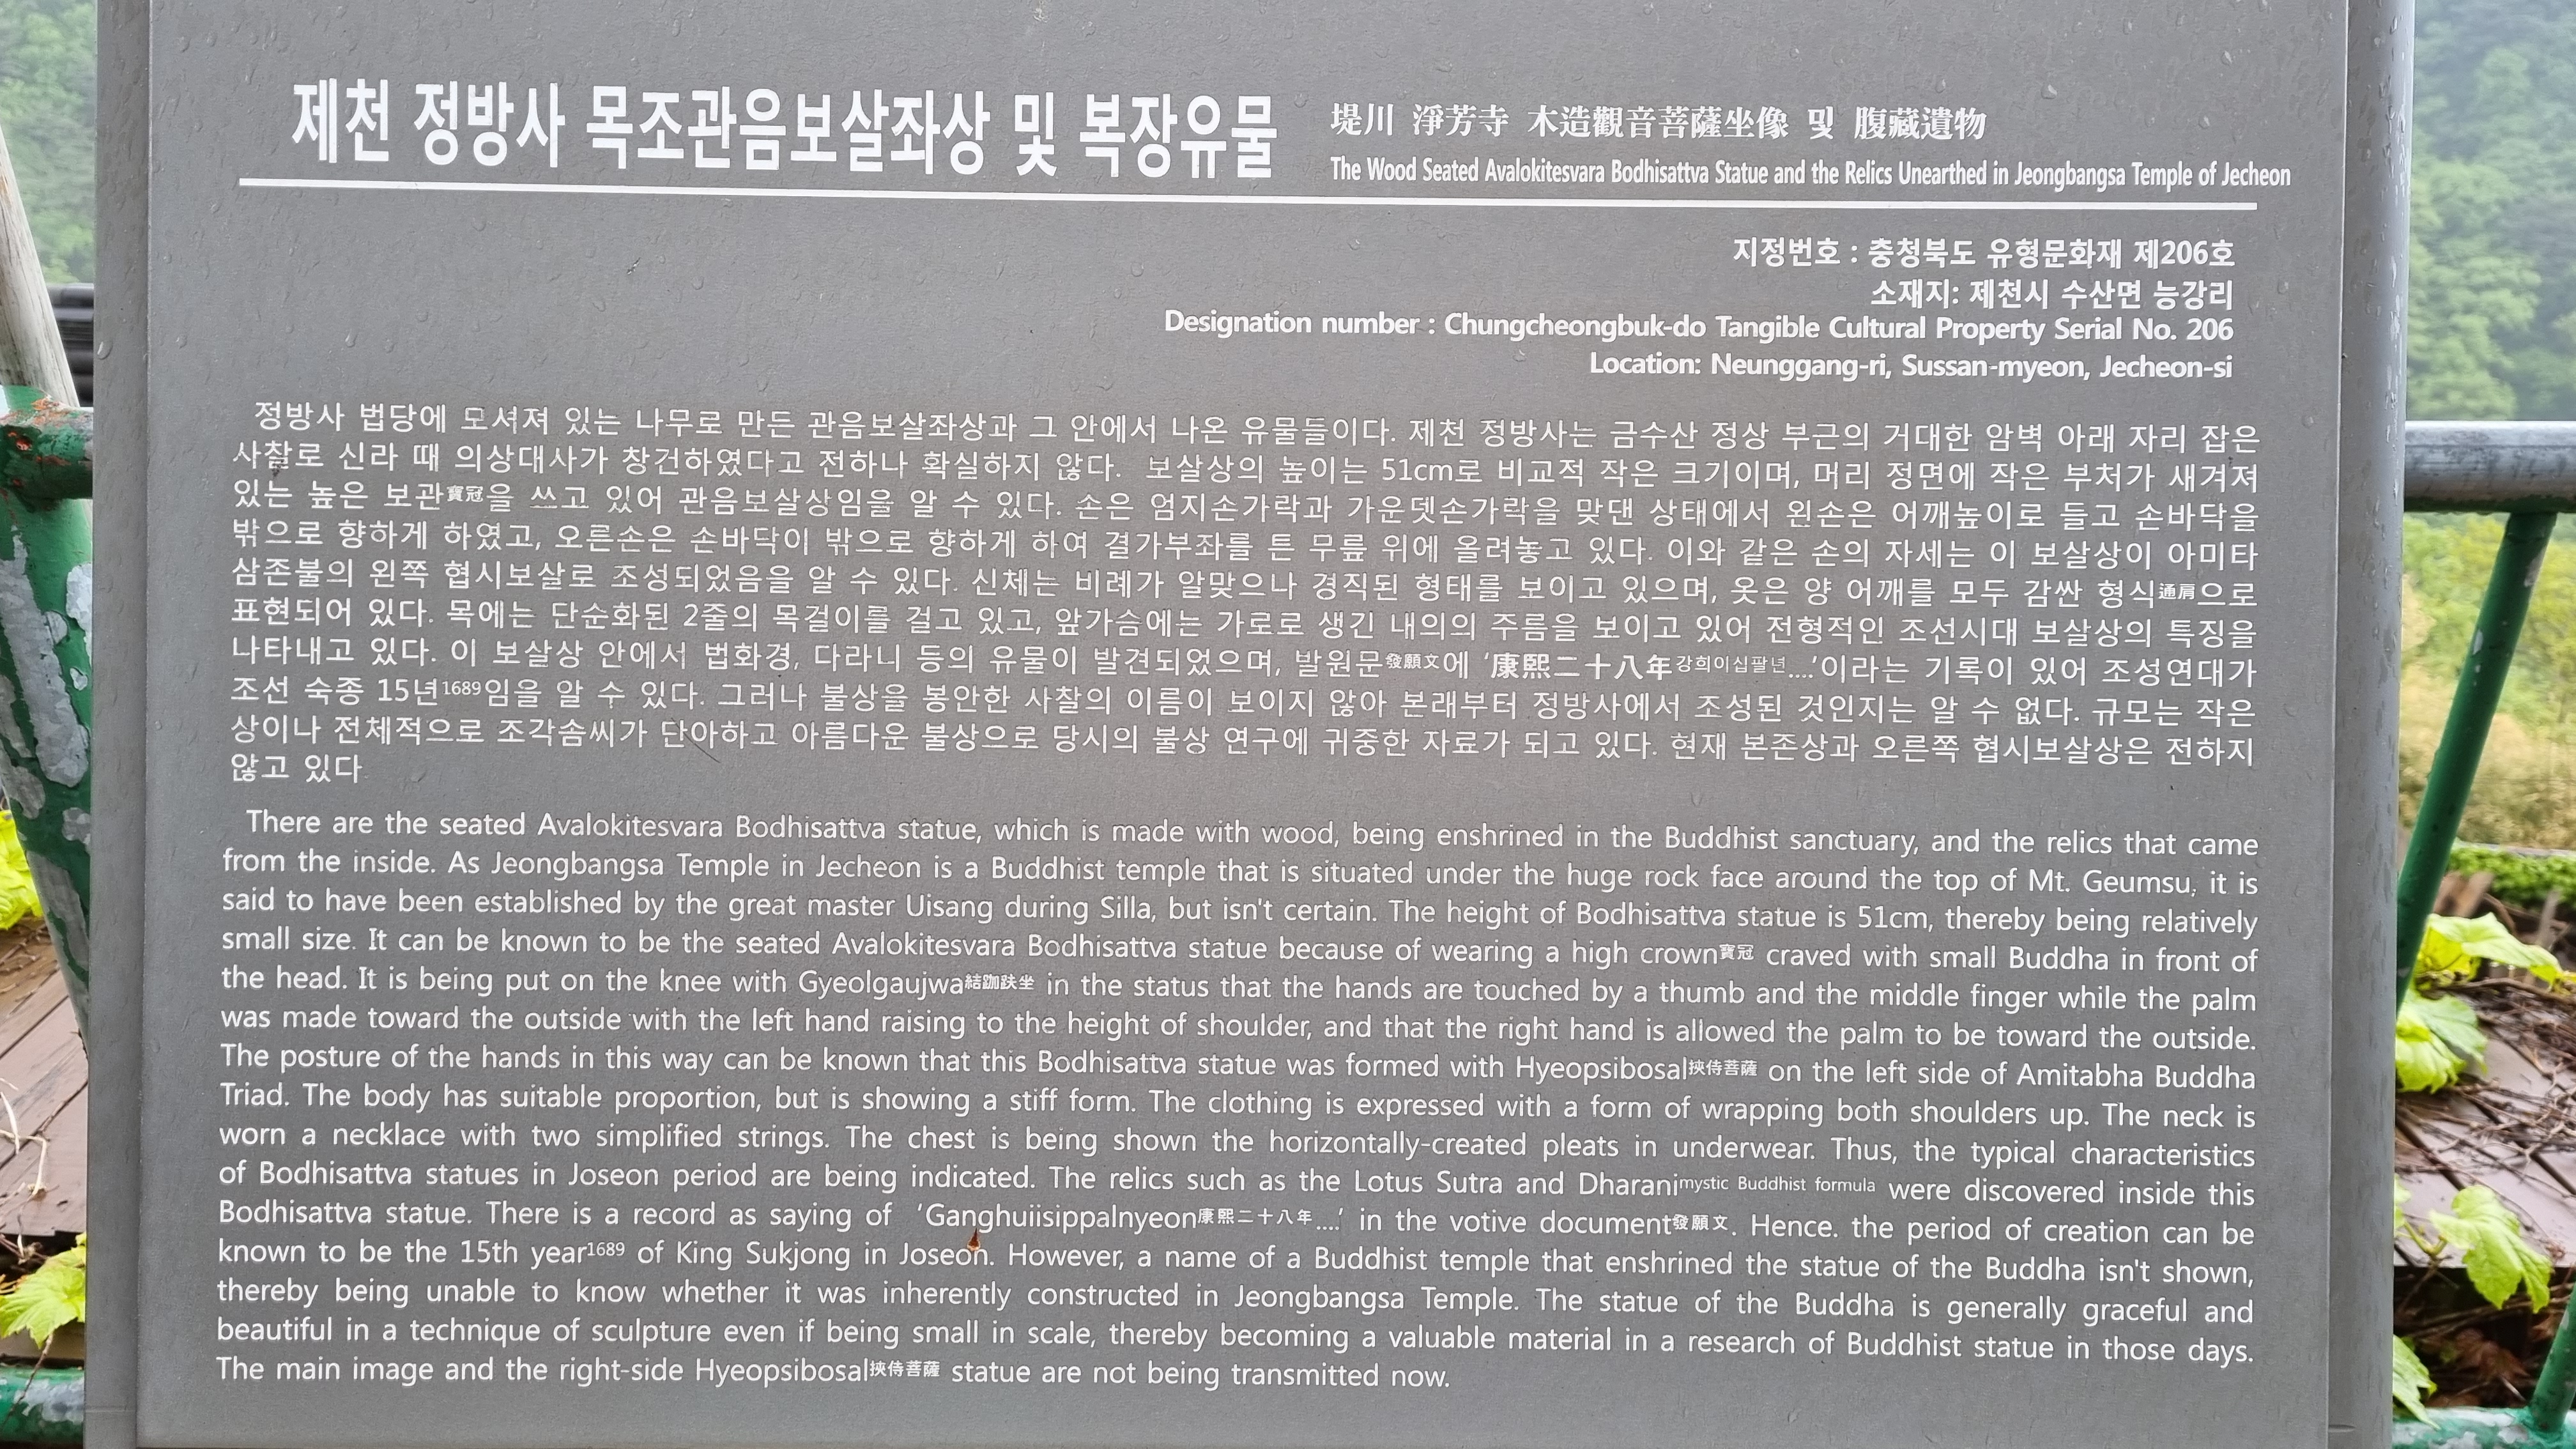 제천 정방사 목조관음보살좌상 및 복장유물
堤川 淨芳寺 木造觀音菩薩坐像 및 腹藏遺物
The Wood Seated Avalokitesvara Bodhisattva Statue and the Relics Unearthed in Jeongbangsa Temple of Jecheon
지정번호 : 충청북도 유형문화재 제206호
소재지: 제천시 수산면 능강리
Designation number : Chungcheongbuk-do Tangible Cultural Property Serial No. 206
Location: Neunggang-ri, Sussan-myeon, Jecheon-si
정방사 법당에 모셔져 있는 나무로 만든 관음보살좌상과 그 안에서 나온 유물들이다. 제천 정방사는 금수산 정상 부근의 거대한 암벽 아래 자리 잡은
사찰로 신라 때 의상대사가 창건하였다고 전하나 확실하지 않다. 보살상의 높이는 51cm로 비교적 작은 크기이며, 머리 정면에 작은 부처가 새겨져
있는 높은 보관寶冠을 쓰고 있어 관음보살상임을 알 수 있다. 손은 엄지손가락과 가운뎃손가락을 맞댄 상태에서 왼손은 어깨높이로 들고 손바닥을
밖으로 향하게 하였고, 오른손은 손바닥이 밖으로 향하게 하여 결가부좌를 튼 무릎 위에 올려놓고 있다. 이와 같은 손의 자세는 이 보살상이 아미타
삼존불의 왼쪽 협시보살로 조성되었음을 알 수 있다. 신체는 비례가 알맞으나 경직된 형태를 보이고 있으며, 옷은 양 어깨를 모두 감싼 형식通肩으로
표현되어 있다. 목에는 단순화된 2줄의 목걸이를 걸고 있고, 앞가슴에는 가로로 생긴 내의의 주름을 보이고 있어 전형적인 조선시대 보살상의 특징을
나타내고 있다. 이 보살상 안에서 법화경, 다라니 등의 유물이 발견되었으며, 발원문發願文에 ‘康熙二十八年강희이십팔년....’이라는 기록이 있어 조성연대가
조선 숙종 15년1689임을 알 수 있다. 그러나 불상을 봉안한 사찰의 이름이 보이지 않아 본래부터 정방사에서 조성된 것인지는 알 수 없다. 규모는 작은
상이나 전체적으로 조각솜씨가 단아하고 아름다운 불상으로 당시의 불상 연구에 귀중한 자료가 되고 있다. 현재 본존상과 오른쪽 협시보살상은 전하지
않고 있다
There are the seated Avalokitesvara Bodhisattva statue, which is made with wood, being enshrined in the Buddhist sanctuary, and the relics that came
from the inside. As Jeongbangsa Temple in Jecheon is a Buddhist temple that is situated under the huge rock face around the top of Mt. Geumsu, it is
said to have been established by the great master Uisang during Silla, but isn't certain. The height of Bodhisattva statue is 51cm, thereby being relatively
small size. It can be known to be the seated Avalokitesvara Bodhisattva statue because of wearing a high crown寶冠 craved with small Buddha in front of
the head. It is being put on the knee with Gyeolgaujwa結跏趺坐 in the status that the hands are touched by a thumb and the middle finger while the palm
was made toward the outside with the left hand raising to the height of shoulder, and that the right hand is allowed the palm to be toward the outside.
The posture of the hands in this way can be known that this Bodhisattva statue was formed with Hyeopsibosal挾侍菩薩 on the left side of Amitabha Buddha
Triad. The body has suitable proportion, but is showing a stiff form. The clothing is expressed with a form of wrapping both shoulders up. The neck is
worn a necklace with two simplified strings. The chest is being shown the horizontally-created pleats in underwear. Thus, the typical characteristics
of Bodhisattva statues in Joseon period are being indicated. The relics such as the Lotus Sutra and Dharanimystic Buddhist formula were discovered inside this
Bodhisattva statue. There is a record as saying of ‘Ganghuiisippalnyeon康熙二十八年....’ in the votive document發願文. Hence. the period of creation can be
known to be the 15th year1689 of King Sukjong in Joseon. However, a name of a Buddhist temple that enshrined the statue of the Buddha isn't shown,
thereby being unable to know whether it was inherently constructed in Jeongbangsa Temple. The statue of the Buddha is generally graceful and
beautiful in a technique of sculpture even if being small in scale, thereby becoming a valuable material in a research of Buddhist statue in those days.
The main image and the right-side Hyeopsibosal挾侍菩薩 statue are not being transmitted now.